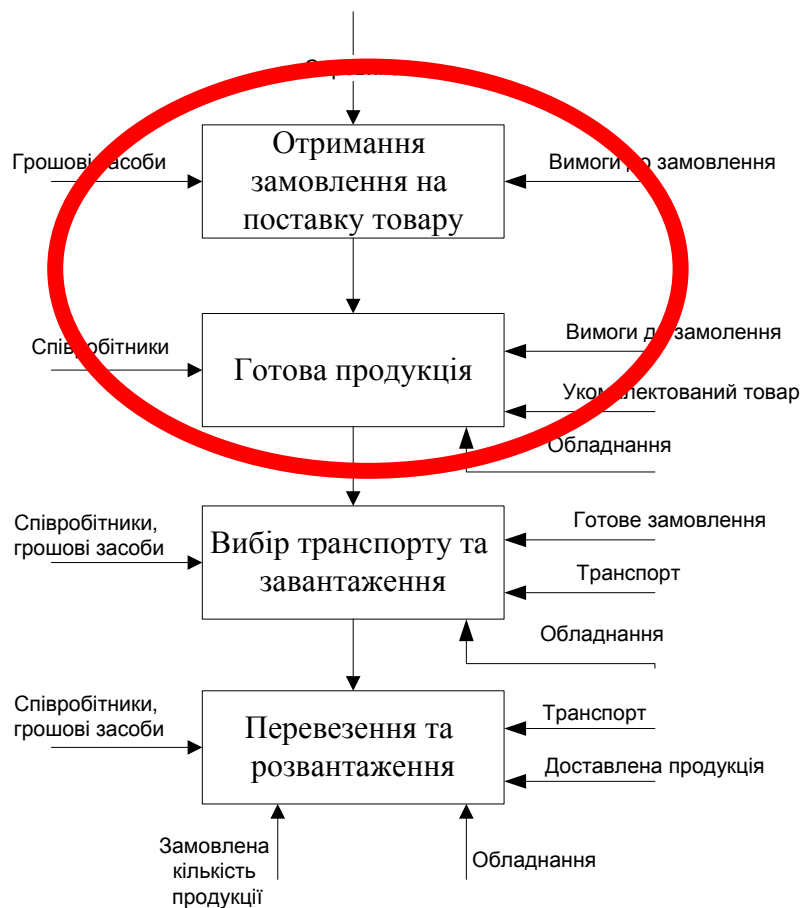 Отримання
замовлення на
поставку товару
Грошові засоби
Вимоги до замовлення
Готова продукція
Співробітники
Вимоги до замолення
Укомплектований товар
Обладнання
Вибір транспорту та
завантаження
Співробітники,
грошові засоби
Готове замовлення
Транспорт
Обладнання
Перевезення та
розвантаження
Співробітники,
грошові засоби
Транспорт
Доставлена продукція
Замовлена
кількість
продукції
Обладнання